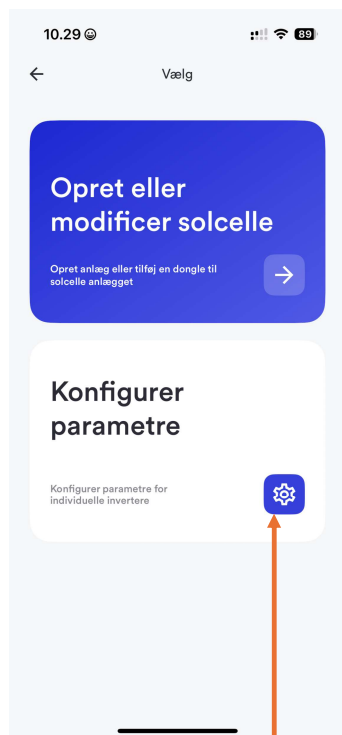 10.29
89
Vælg
Opret eller
modificer solcelle
Opret anlæg eller tilføj en dongle til
solcelle anlægget
Konfigurer
parametre
Konfigurer parametre for
individuelle invertere